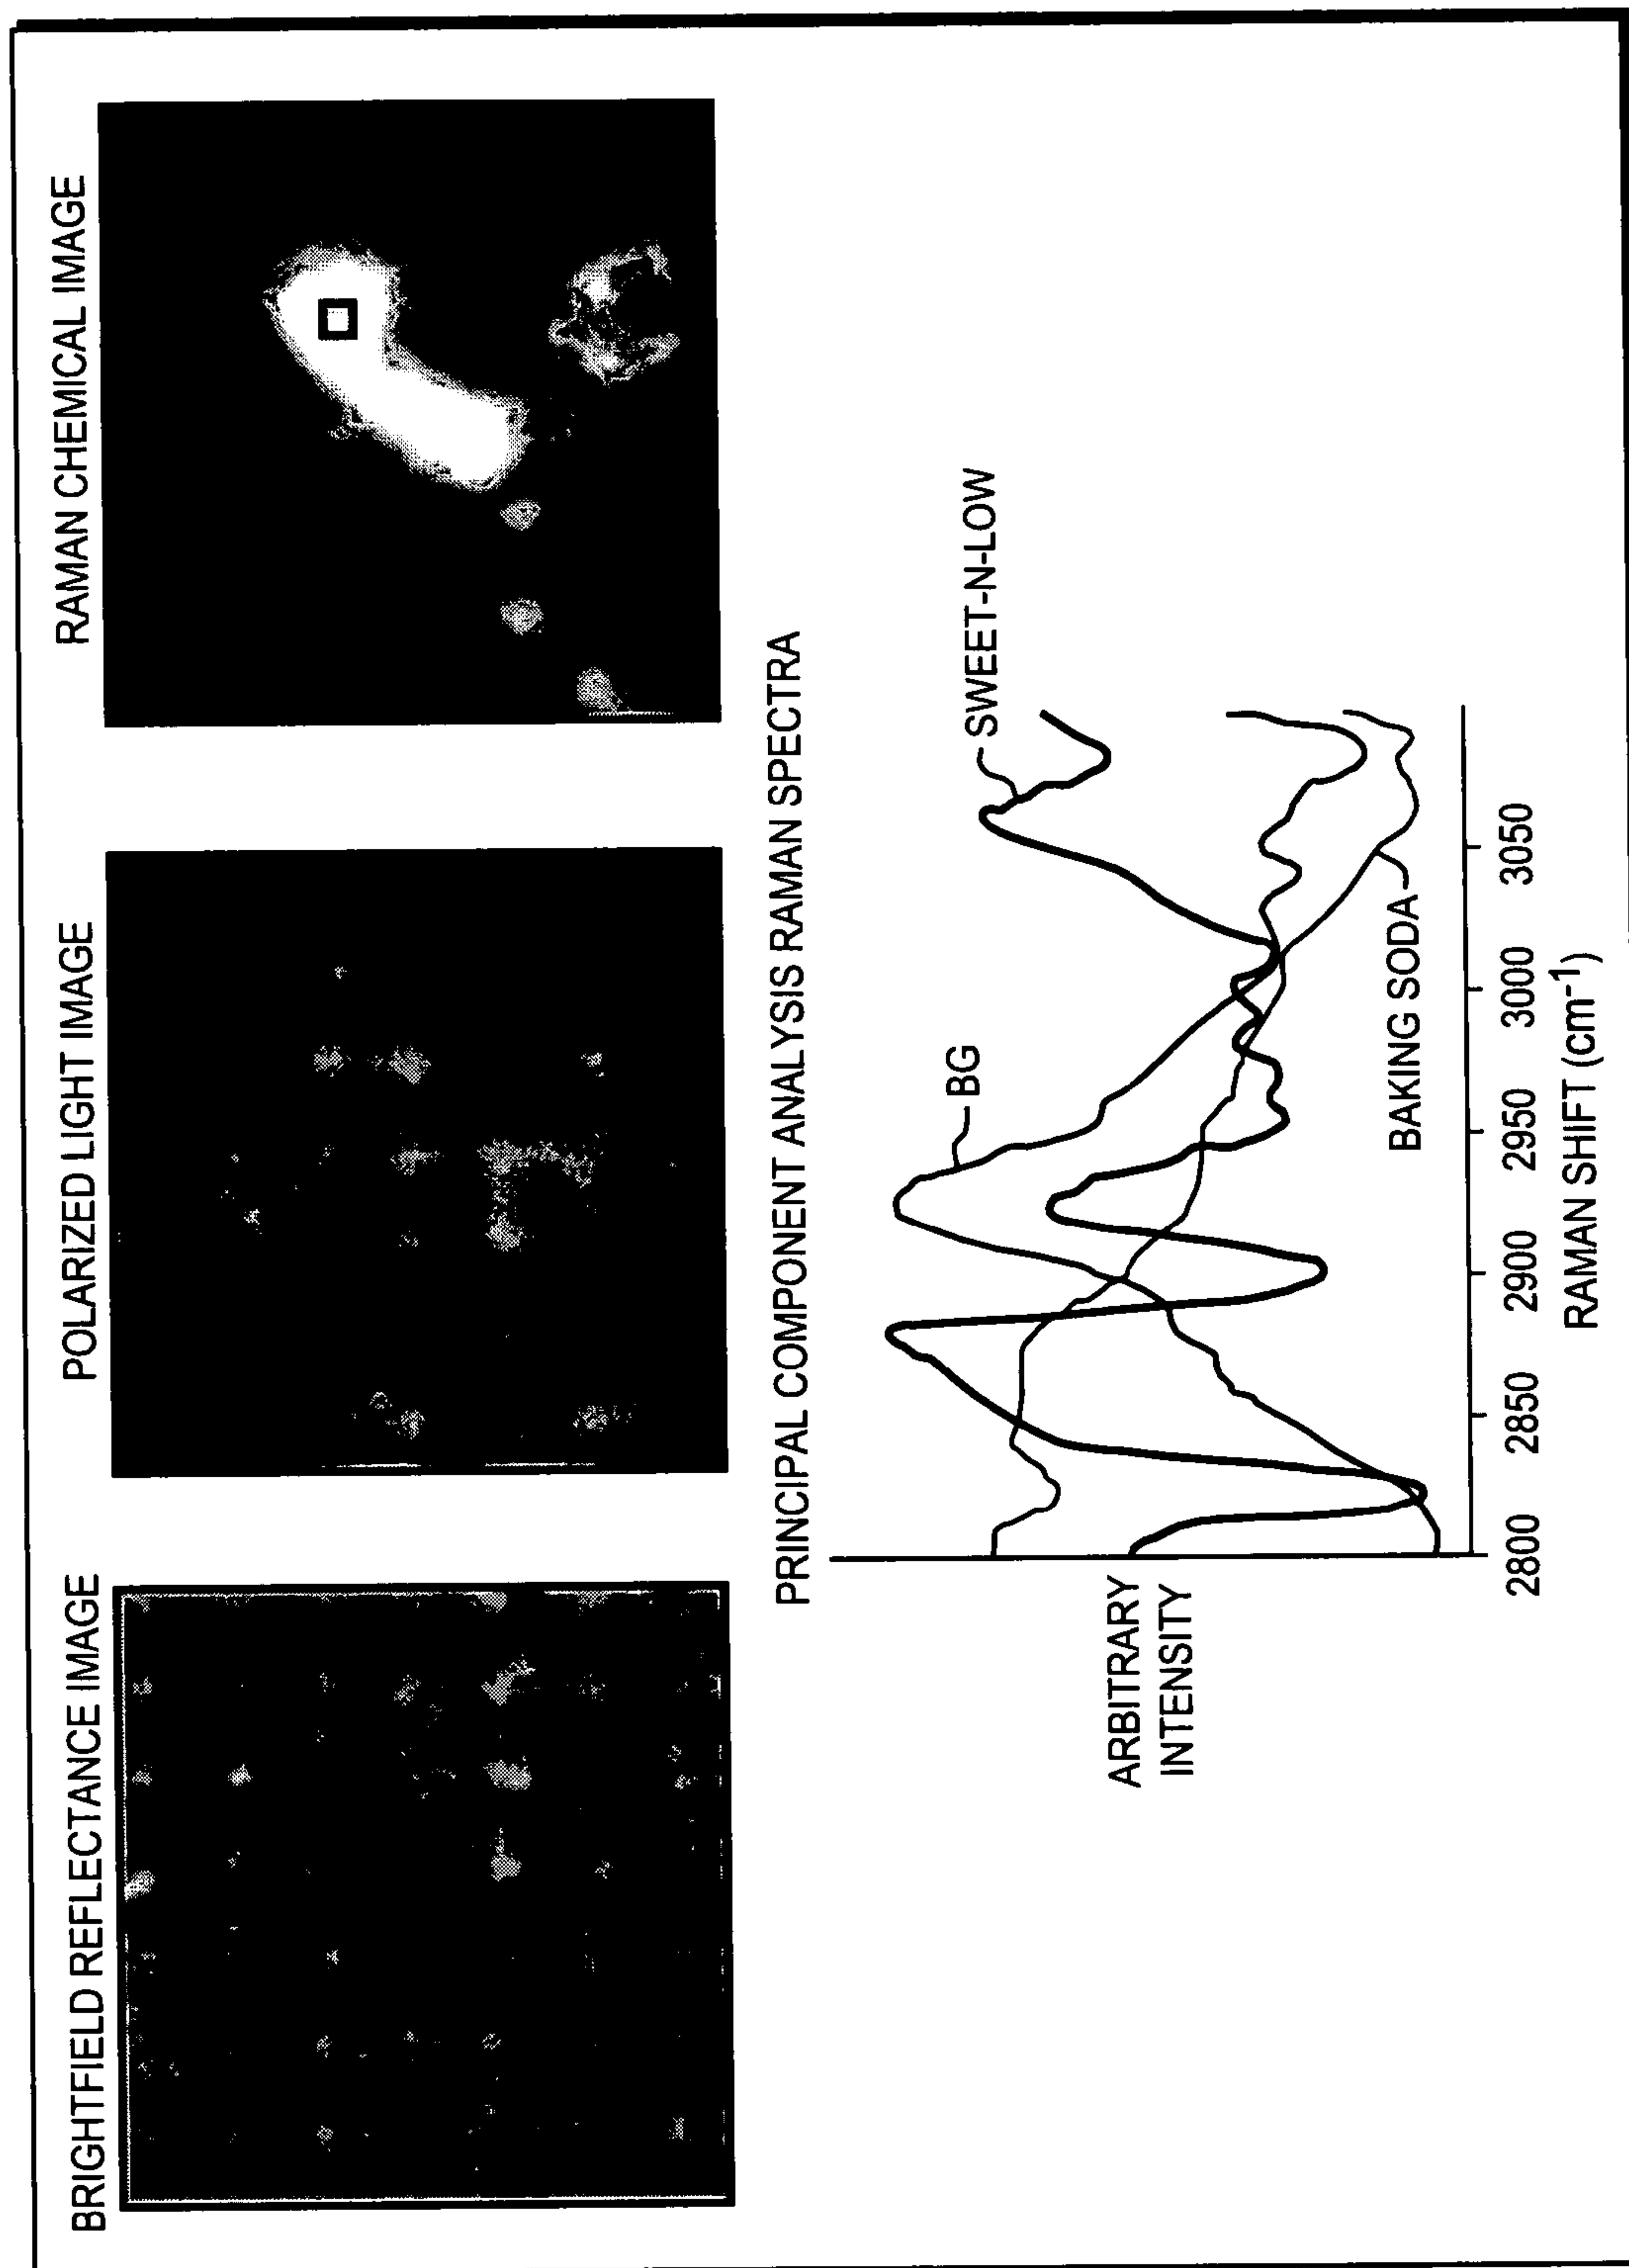 BRIGHTFIELD REFLECTANCE IMAGE
POLARIZED LIGHT IMAGE
RAMAN CHEMICAL IMAGE
PRINCIPAL COMPONENT ANALYSIS RAMAN SPECTRA
ARBITRARY
INTENSITY
BG
SWEET-N-LOW
BAKING SODA
2800
2850
2900
2950
3000
3050
RAMAN SHIFT (cm-1)